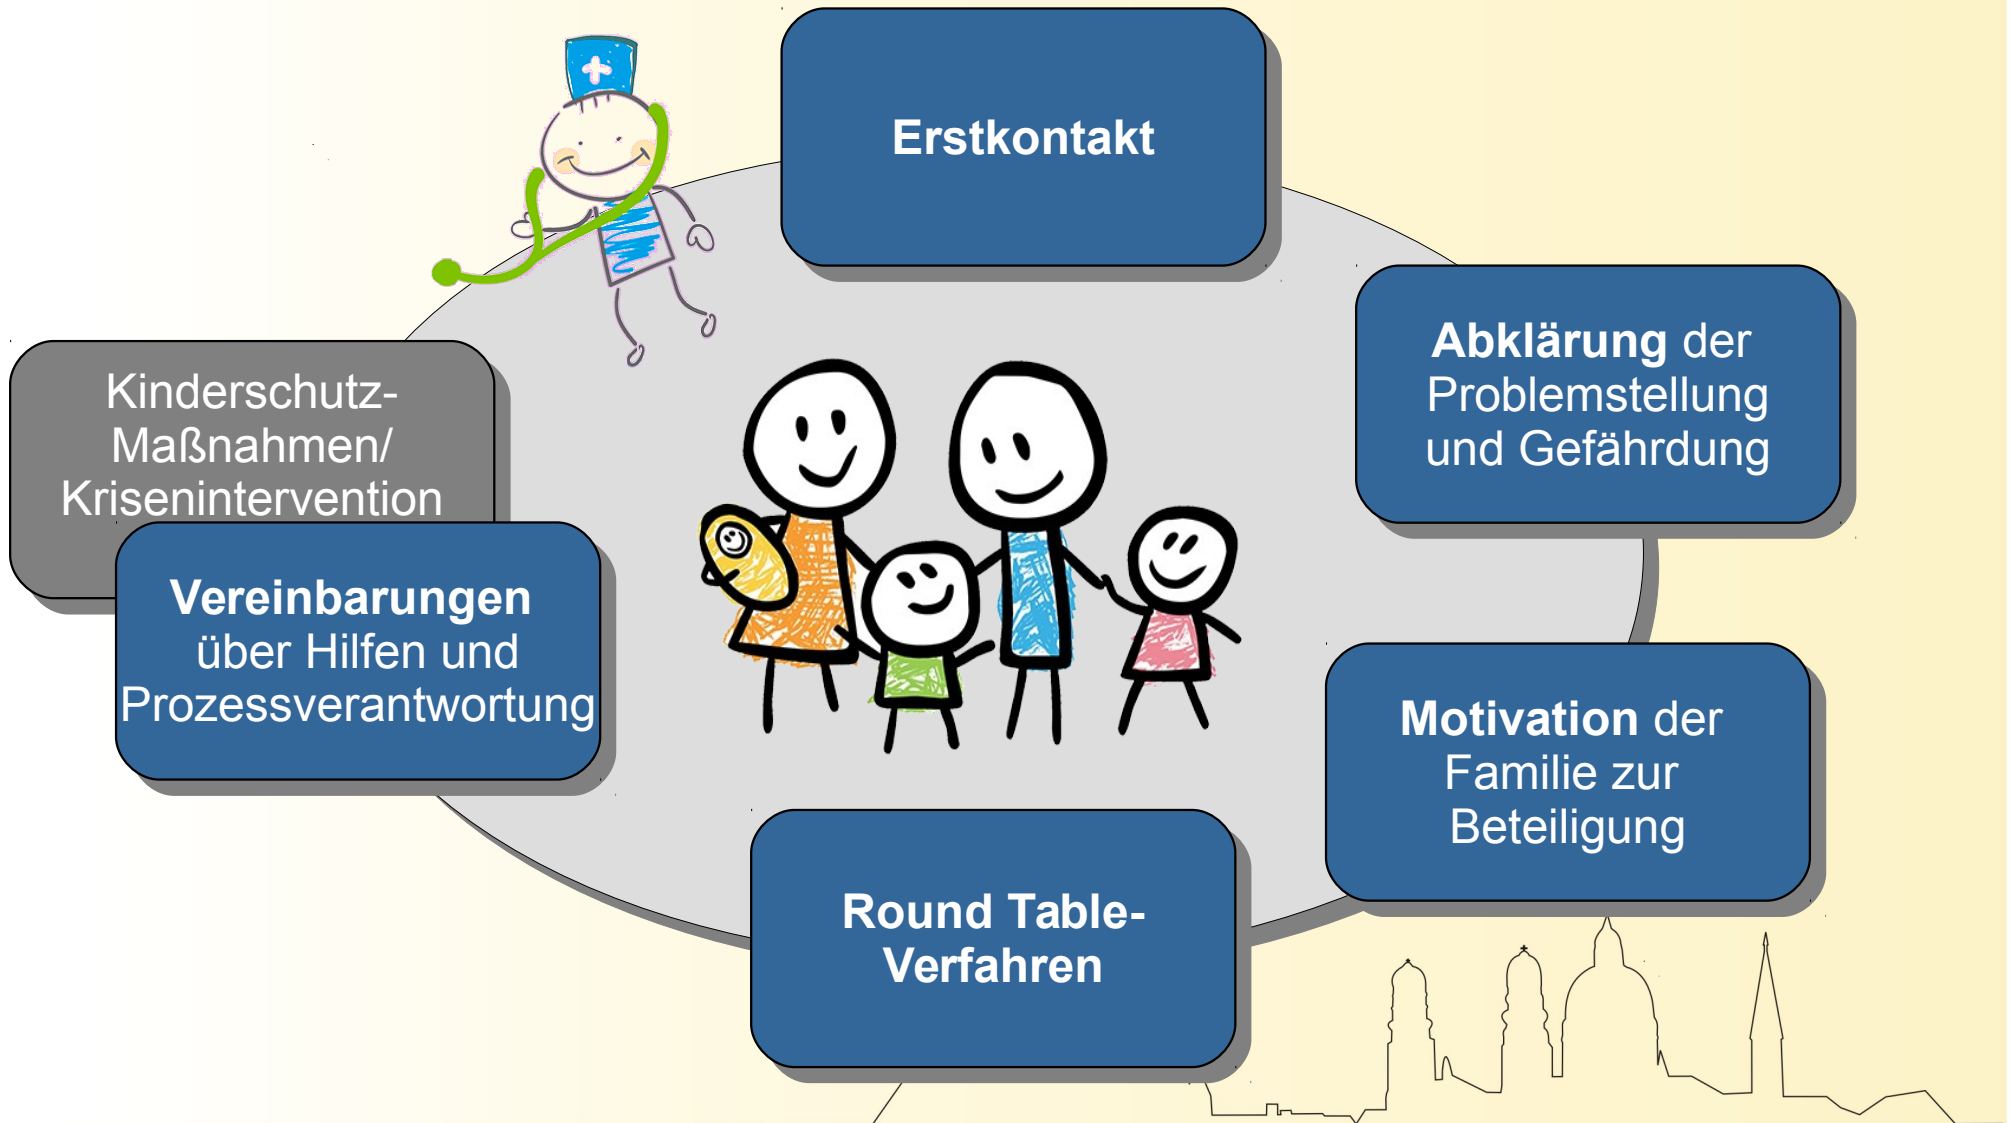 Erstkontakt
Abklärung der
Problemstellung
und Gefährdung
Motivation der
Familie zur
Beteiligung
Round Table-
Verfahren
Vereinbarungen
über Hilfen und
Prozessverantwortung
Kinderschutz-
Maßnahmen/
Krisenintervention